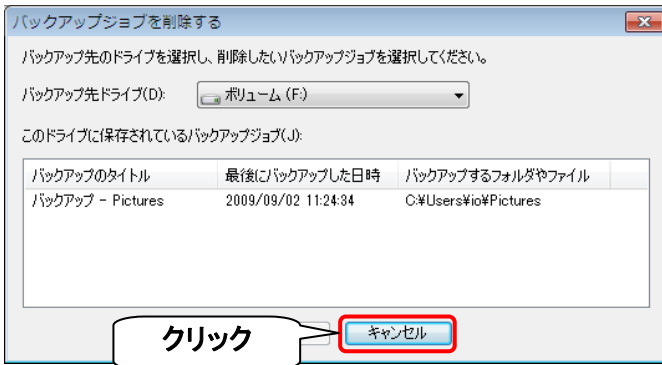 バックアップジョブを削除する
バックアップ先のドライブを選択し、削除したいバックアップジョブを選択してください。
バックアップ先ドライブ(D): ボリューム (F:)
このドライブに保存されているバックアップジョブ(J):
バックアップのタイトル 最後にバックアップした日時 バックアップするフォルダやファイル
バックアップ - Pictures 2009/09/02 11:24:34 C:¥Users¥io¥Pictures
クリック キャンセル